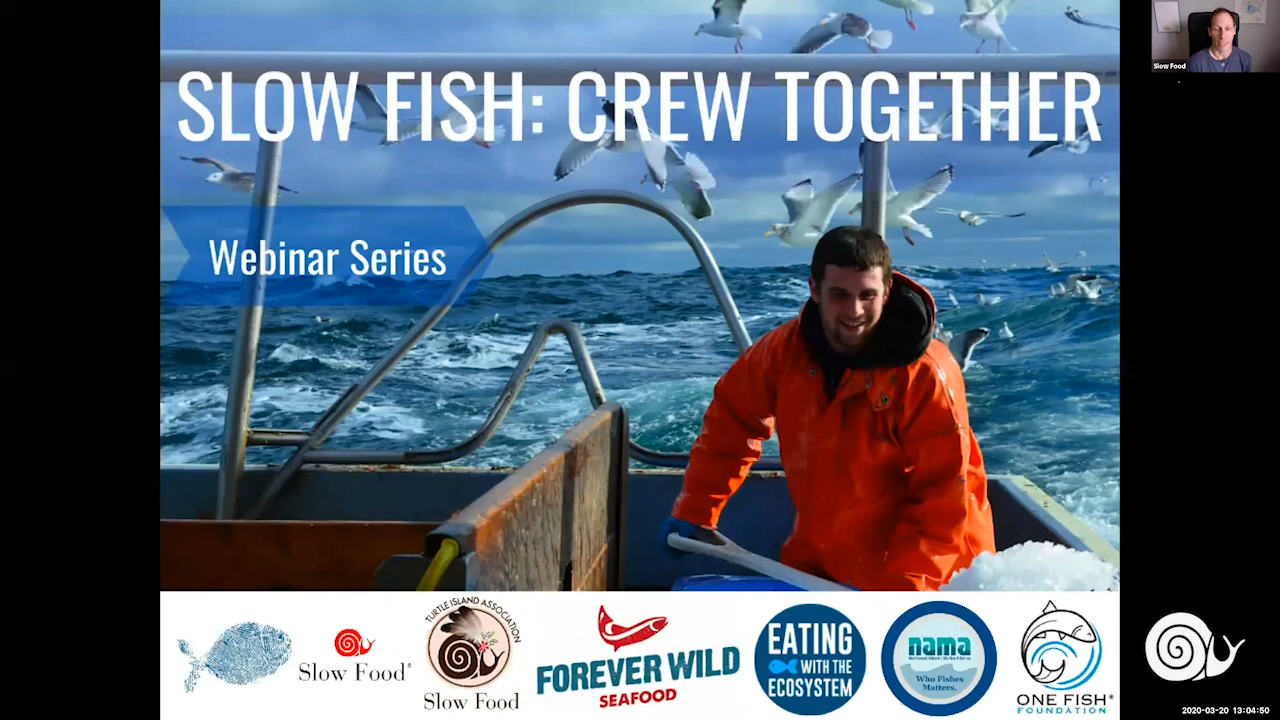 SLOW FISH: CREW TOGETHER
Slow Food
Webinar Series
Slow Food®
TURTLE ISLAND ASSOCIATION
Slow Food
FOREVER WILD
SEAFOOD
EATING
WITH THE
ECOSYSTEM
nama
Who Fishes
Matters.
ONE FISH®
FOUNDATION
2020-03-20 13:04:50